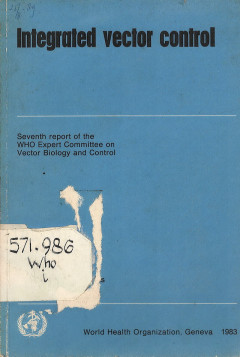 Integrated vector control
Seventh report of the
WHO Expert Committee on
Vector Biology and Control
571.986
Who
i
World Health Organization, Geneva 1983